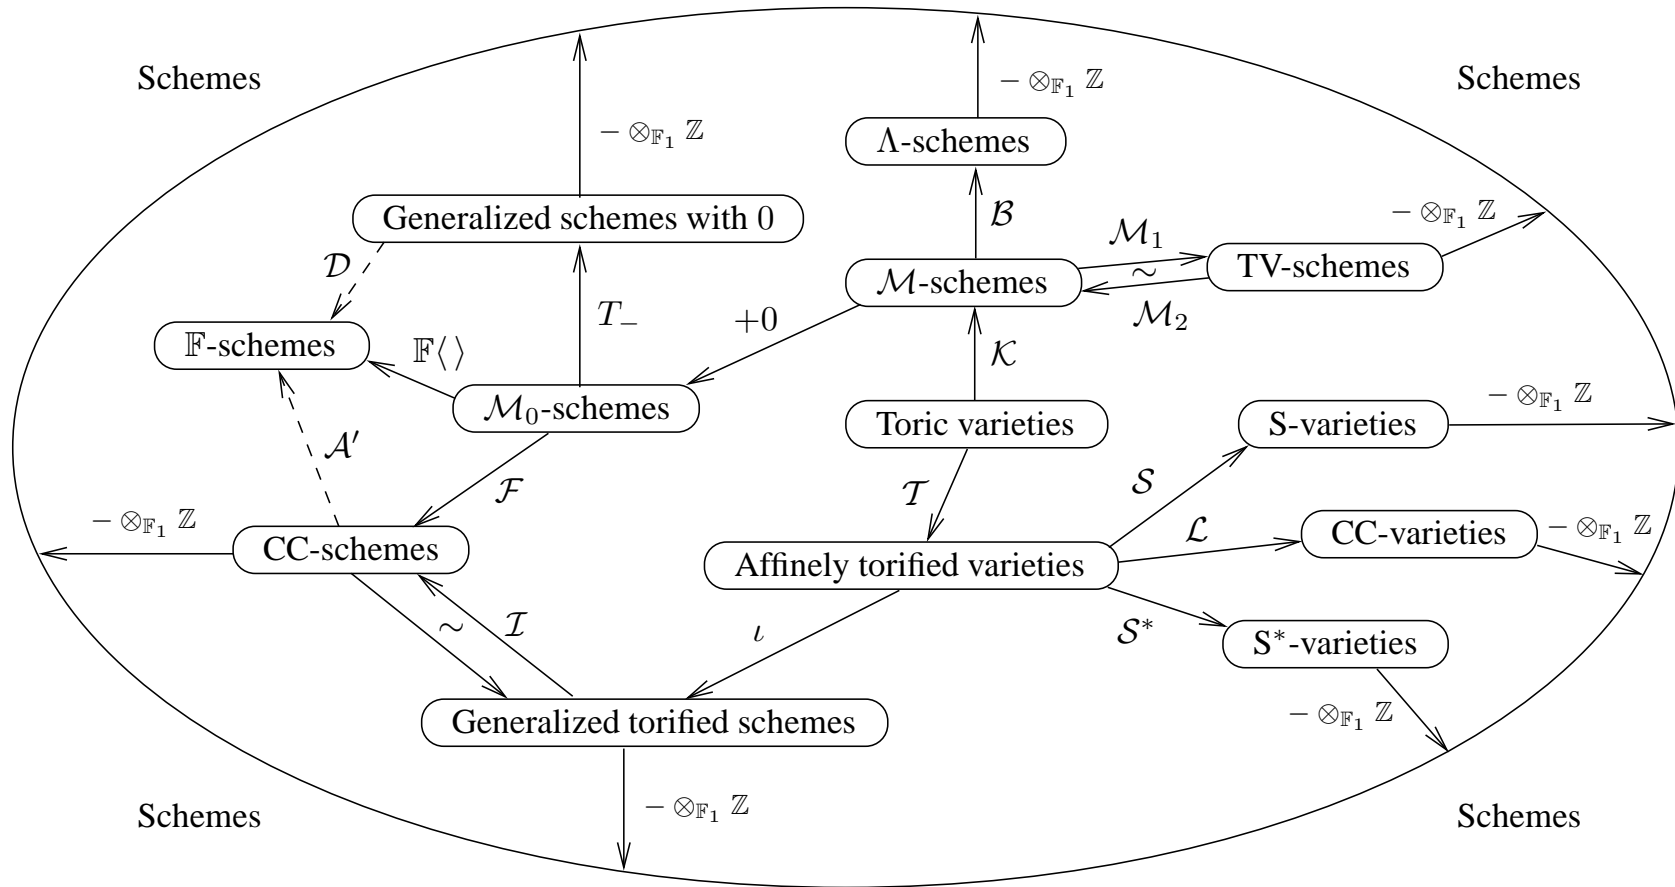 Schemes
Schemes
− ⊗_{𝔽₁} ℤ
− ⊗_{𝔽₁} ℤ
Λ-schemes
Generalized schemes with 0
ℬ
− ⊗_{𝔽₁} ℤ
𝒟
ℳ₁
ℳ-schemes
∼
TV-schemes
ℳ₂
T₋
+0
𝔽-schemes
𝔽⟨ ⟩
𝒦
ℳ₀-schemes
Toric varieties
S-varieties
− ⊗_{𝔽₁} ℤ
𝒜′
ℱ
𝒯
𝒮
− ⊗_{𝔽₁} ℤ
CC-schemes
ℒ
CC-varieties
− ⊗_{𝔽₁} ℤ
Affinely torified varieties
∼
ℐ
ι
𝒮*
S*-varieties
Generalized torified schemes
− ⊗_{𝔽₁} ℤ
− ⊗_{𝔽₁} ℤ
Schemes
Schemes